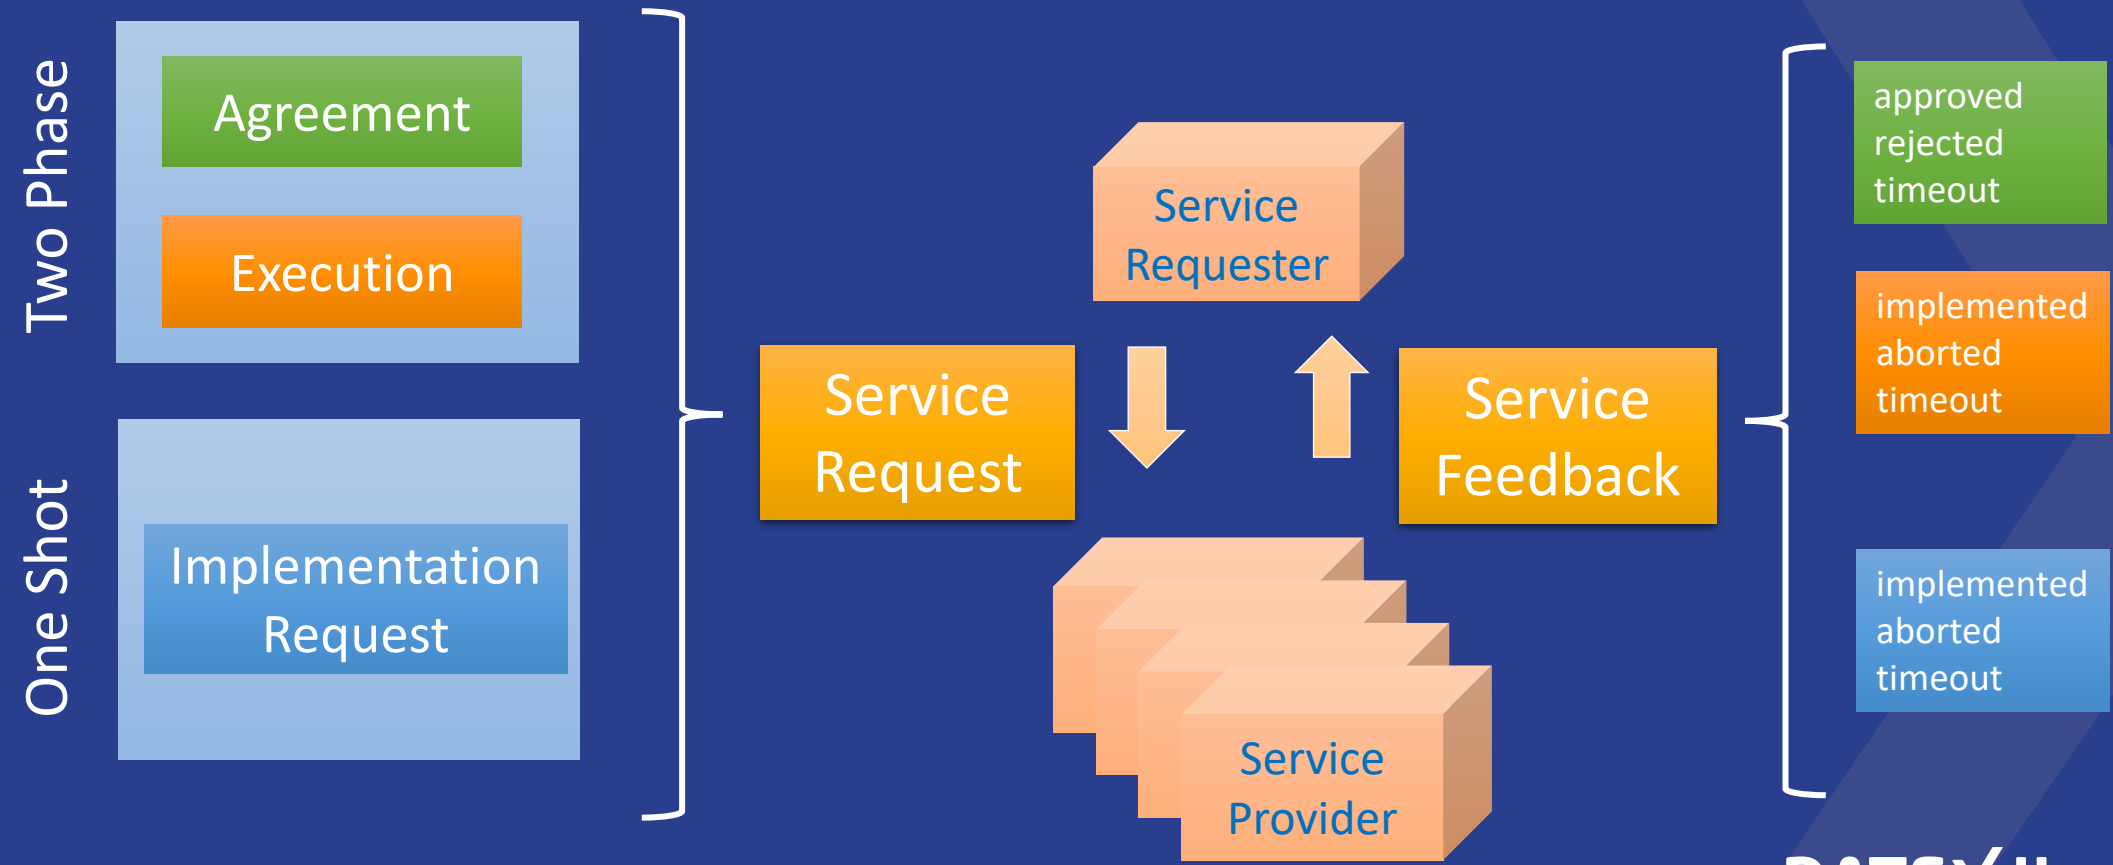 Two Phase
Agreement
Execution
One Shot
Implementation
Request
Service
Request
Service
Requester
Service
Provider
Service
Feedback
approved
rejected
timeout
implemented
aborted
timeout
implemented
aborted
timeout